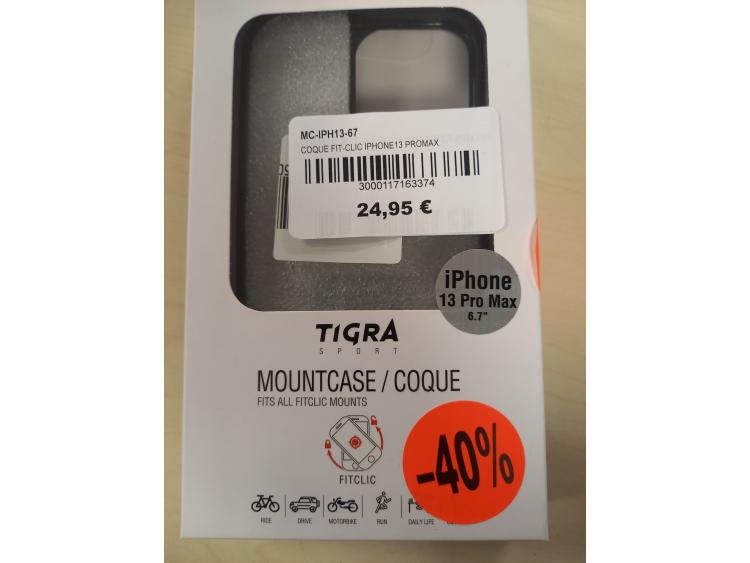 MC-IPH13-67
COQUE FIT-CLIC IPHONE13 PROMAX
3000117163374
24,95 €
iPhone
13 Pro Max
6.7"
TIGRA
SPORT
MOUNTCASE / COQUE
FITS ALL FITCLIC MOUNTS
-40%
FITCLIC
RIDE DRIVE MOTORBIKE RUN DAILY LIFE